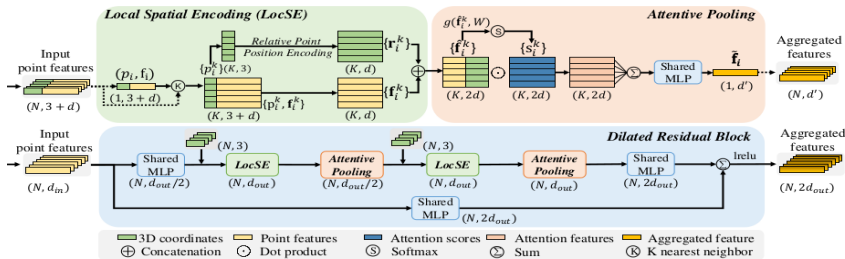 Local Spatial Encoding (LocSE)
Attentive Pooling
Input
point features
(N, 3 + d)
(p_i, f_i)
(1, 3 + d)
K
{p_i^k}(K, 3)
Relative Point
Position Encoding
(K, d)
{r_i^k}
(K, 3 + d)
{p_i^k, f_i^k}
(K, d)
{f_i^k}
g(f̂_i^k, W)
S
{f̂_i^k}
{s_i^k}
(K, 2d)
(K, 2d)
(K, 2d)
Σ
Shared
MLP
f̃_i
(1, d')
Aggregated
features
(N, d')
Dilated Residual Block
Input
point features
(N, d_in)
Shared
MLP
(N, d_out/2)
(N, 3)
LocSE
(N, d_out)
Attentive
Pooling
(N, d_out/2)
(N, 3)
LocSE
(N, d_out)
Attentive
Pooling
(N, d_out)
Shared
MLP
(N, 2d_out)
Σ
lrelu
Shared
MLP
(N, 2d_out)
Aggregated
features
(N, 2d_out)
3D coordinates
Point features
Attention scores
Attention features
Aggregated feature
Concatenation
Dot product
S Softmax
Σ Sum
K K nearest neighbor